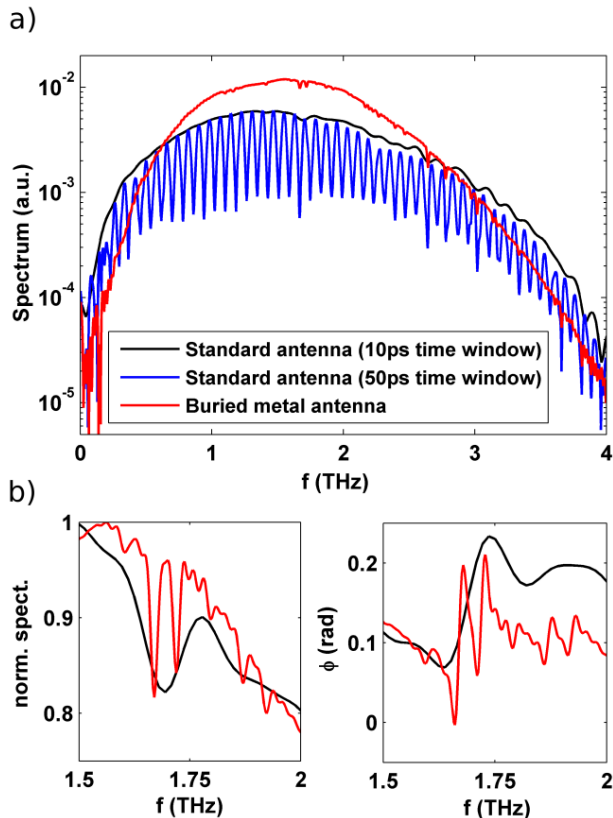 a)
10⁻²
10⁻³
10⁻⁴
10⁻⁵
Spectrum (a.u.)
Standard antenna (10ps time window)
Standard antenna (50ps time window)
Buried metal antenna
0 1 2 3 4
f (THz)
b)
1
0.9
0.8
norm. spect.
1.5 1.75 2
f (THz)
0.2
0.1
0
ϕ (rad)
1.5 1.75 2
f (THz)